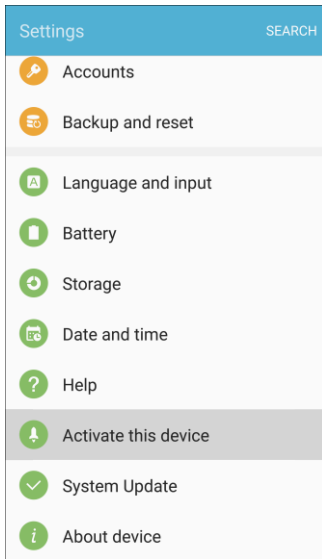 Settings SEARCH
Accounts
Backup and reset
A Language and input
Battery
Storage
Date and time
? Help
Activate this device
System Update
i About device